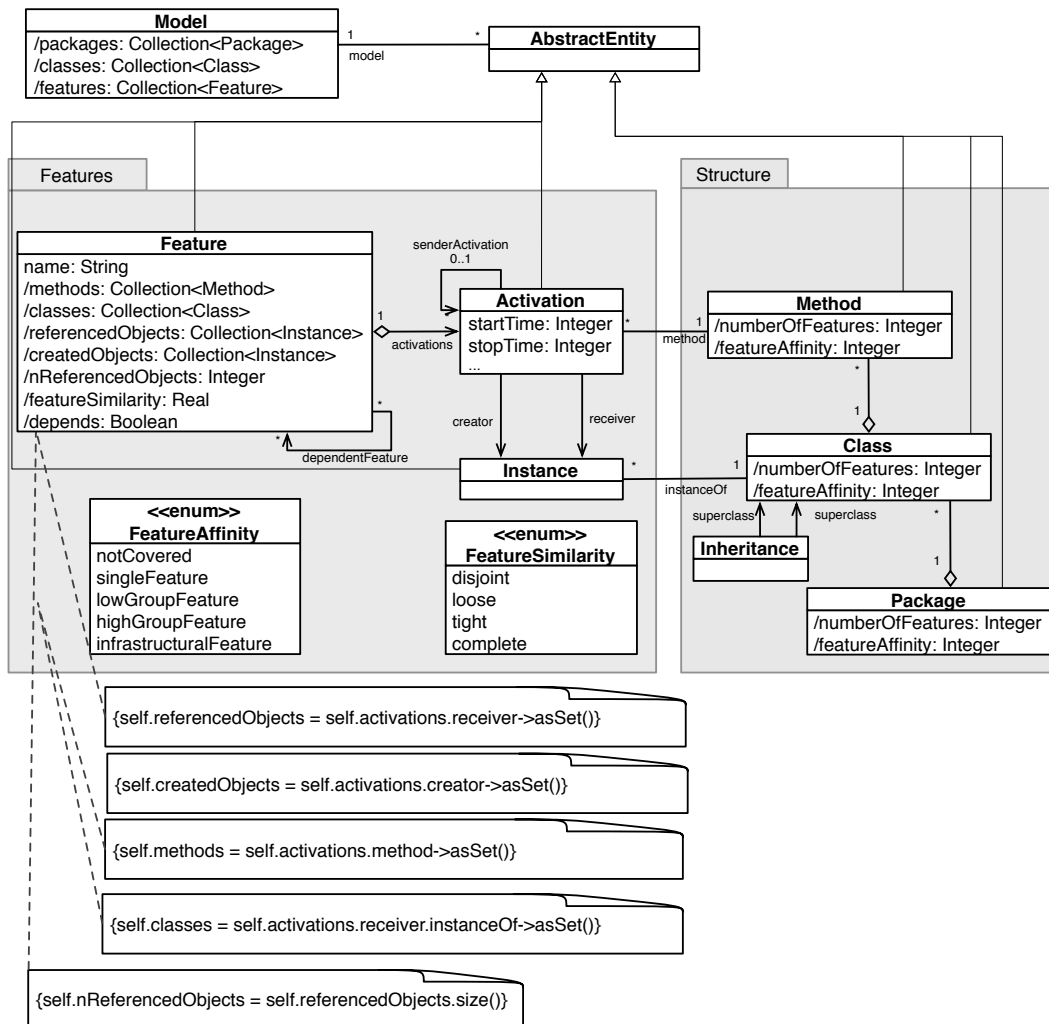 Model
/packages: Collection<Package>
/classes: Collection<Class>
/features: Collection<Feature>
1
model
*
AbstractEntity
Features
Structure
Feature
name: String
/methods: Collection<Method>
/classes: Collection<Class>
/referencedObjects: Collection<Instance>
/createdObjects: Collection<Instance>
/nReferencedObjects: Integer
/featureSimilarity: Real
/depends: Boolean
1
activations
*
*
*
dependentFeature
senderActivation
0..1
Activation
startTime: Integer
stopTime: Integer
...
*
1
method
creator
receiver
Method
/numberOfFeatures: Integer
/featureAffinity: Integer
*
1
Instance
*
1
instanceOf
Class
/numberOfFeatures: Integer
/featureAffinity: Integer
superclass
superclass
*
1
Inheritance
Package
/numberOfFeatures: Integer
/featureAffinity: Integer
<<enum>>
FeatureAffinity
notCovered
singleFeature
lowGroupFeature
highGroupFeature
infrastructuralFeature
<<enum>>
FeatureSimilarity
disjoint
loose
tight
complete
{self.referencedObjects = self.activations.receiver->asSet()}
{self.createdObjects = self.activations.creator->asSet()}
{self.methods = self.activations.method->asSet()}
{self.classes = self.activations.receiver.instanceOf->asSet()}
{self.nReferencedObjects = self.referencedObjects.size()}